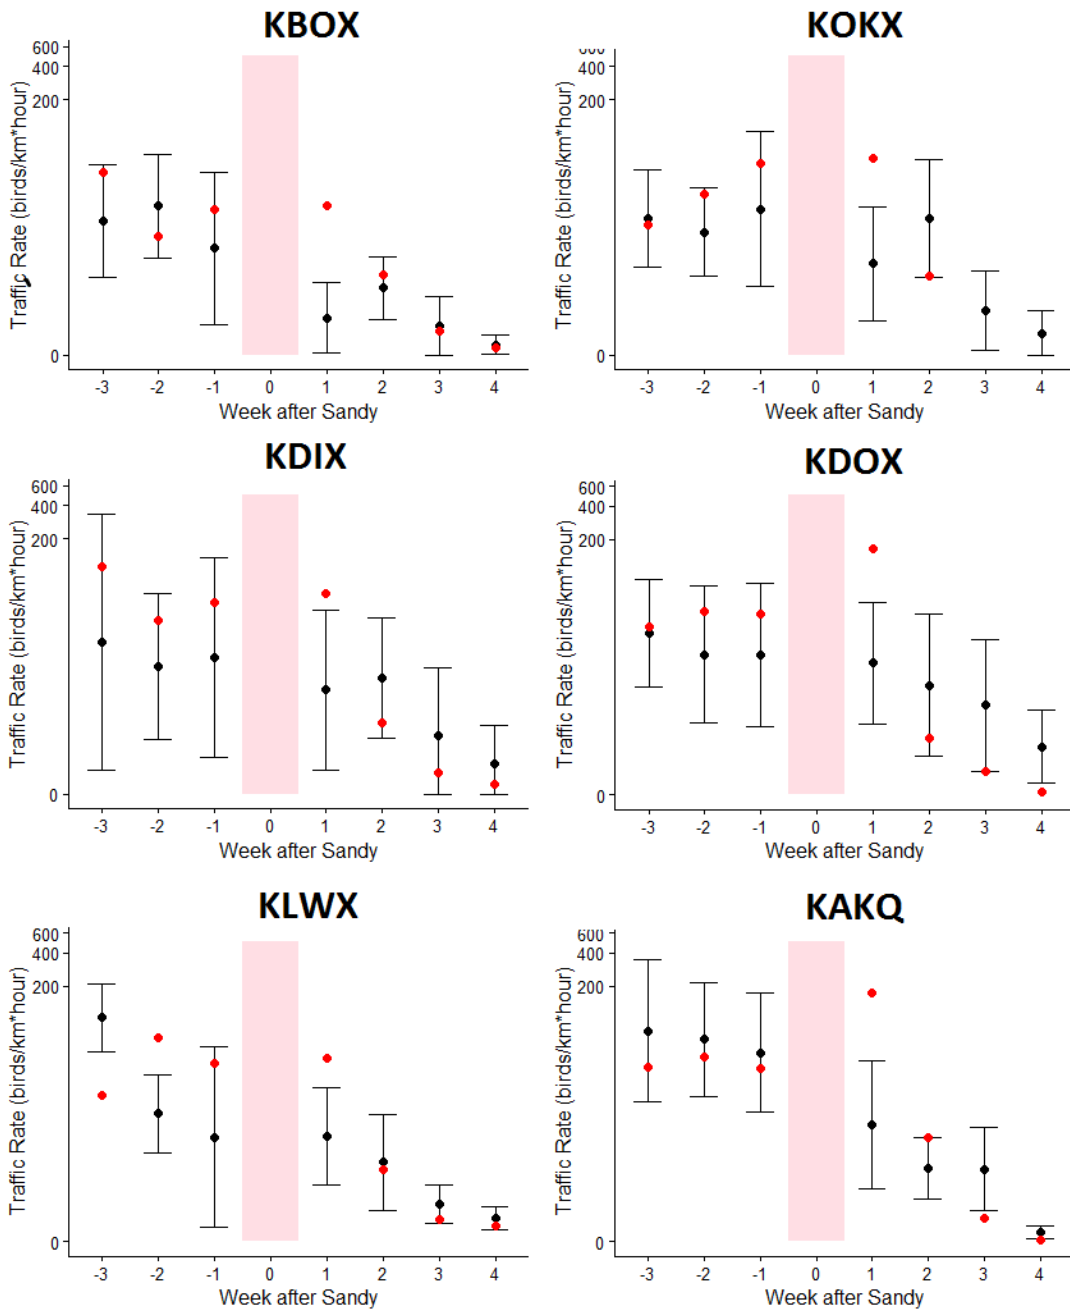 KBOX
600
400
200
0
Traffic Rate (birds/km*hour)
-3 -2 -1 0 1 2 3 4
Week after Sandy
KOKX
600
400
200
0
Traffic Rate (birds/km*hour)
-3 -2 -1 0 1 2 3 4
Week after Sandy
KDIX
600
400
200
0
Traffic Rate (birds/km*hour)
-3 -2 -1 0 1 2 3 4
Week after Sandy
KDOX
600
400
200
0
Traffic Rate (birds/km*hour)
-3 -2 -1 0 1 2 3 4
Week after Sandy
KLWX
600
400
200
0
Traffic Rate (birds/km*hour)
-3 -2 -1 0 1 2 3 4
Week after Sandy
KAKQ
600
400
200
0
Traffic Rate (birds/km*hour)
-3 -2 -1 0 1 2 3 4
Week after Sandy